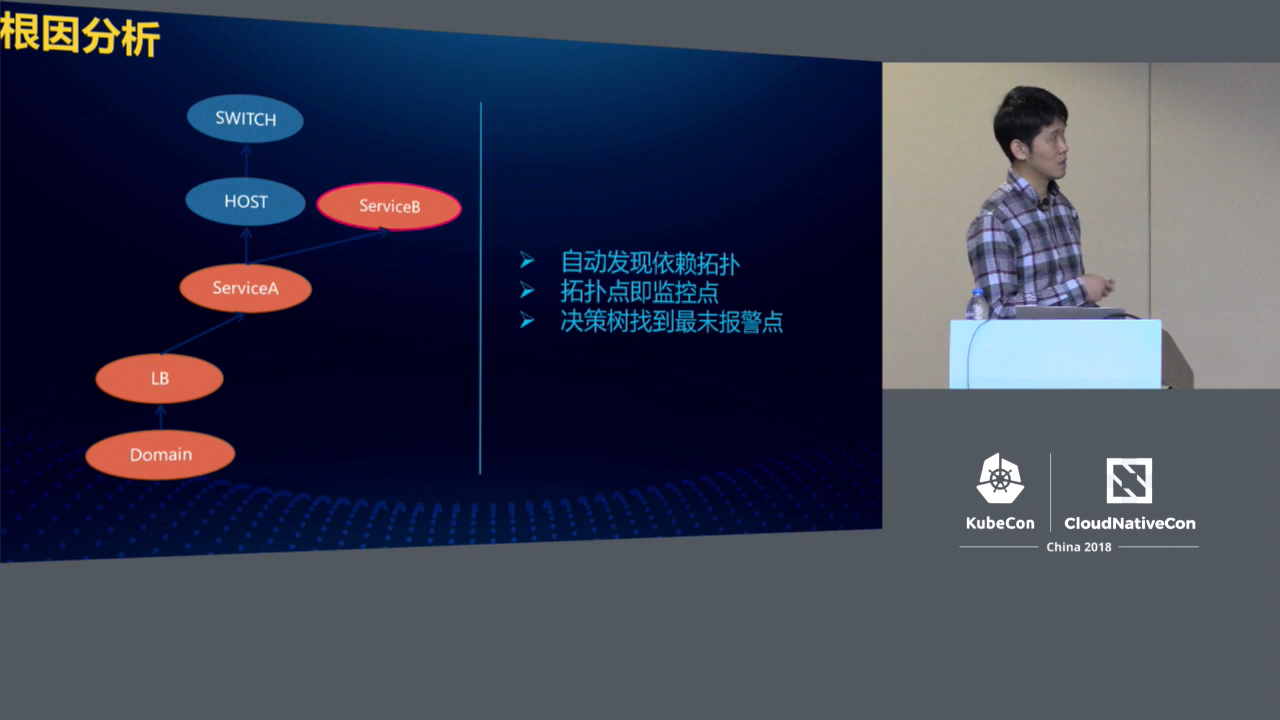 根因分析
SWITCH
HOST
ServiceB
ServiceA
LB
Domain
自动发现依赖拓扑
拓扑点即监控点
决策树找到最末报警点
KubeCon
CloudNativeCon
China 2018